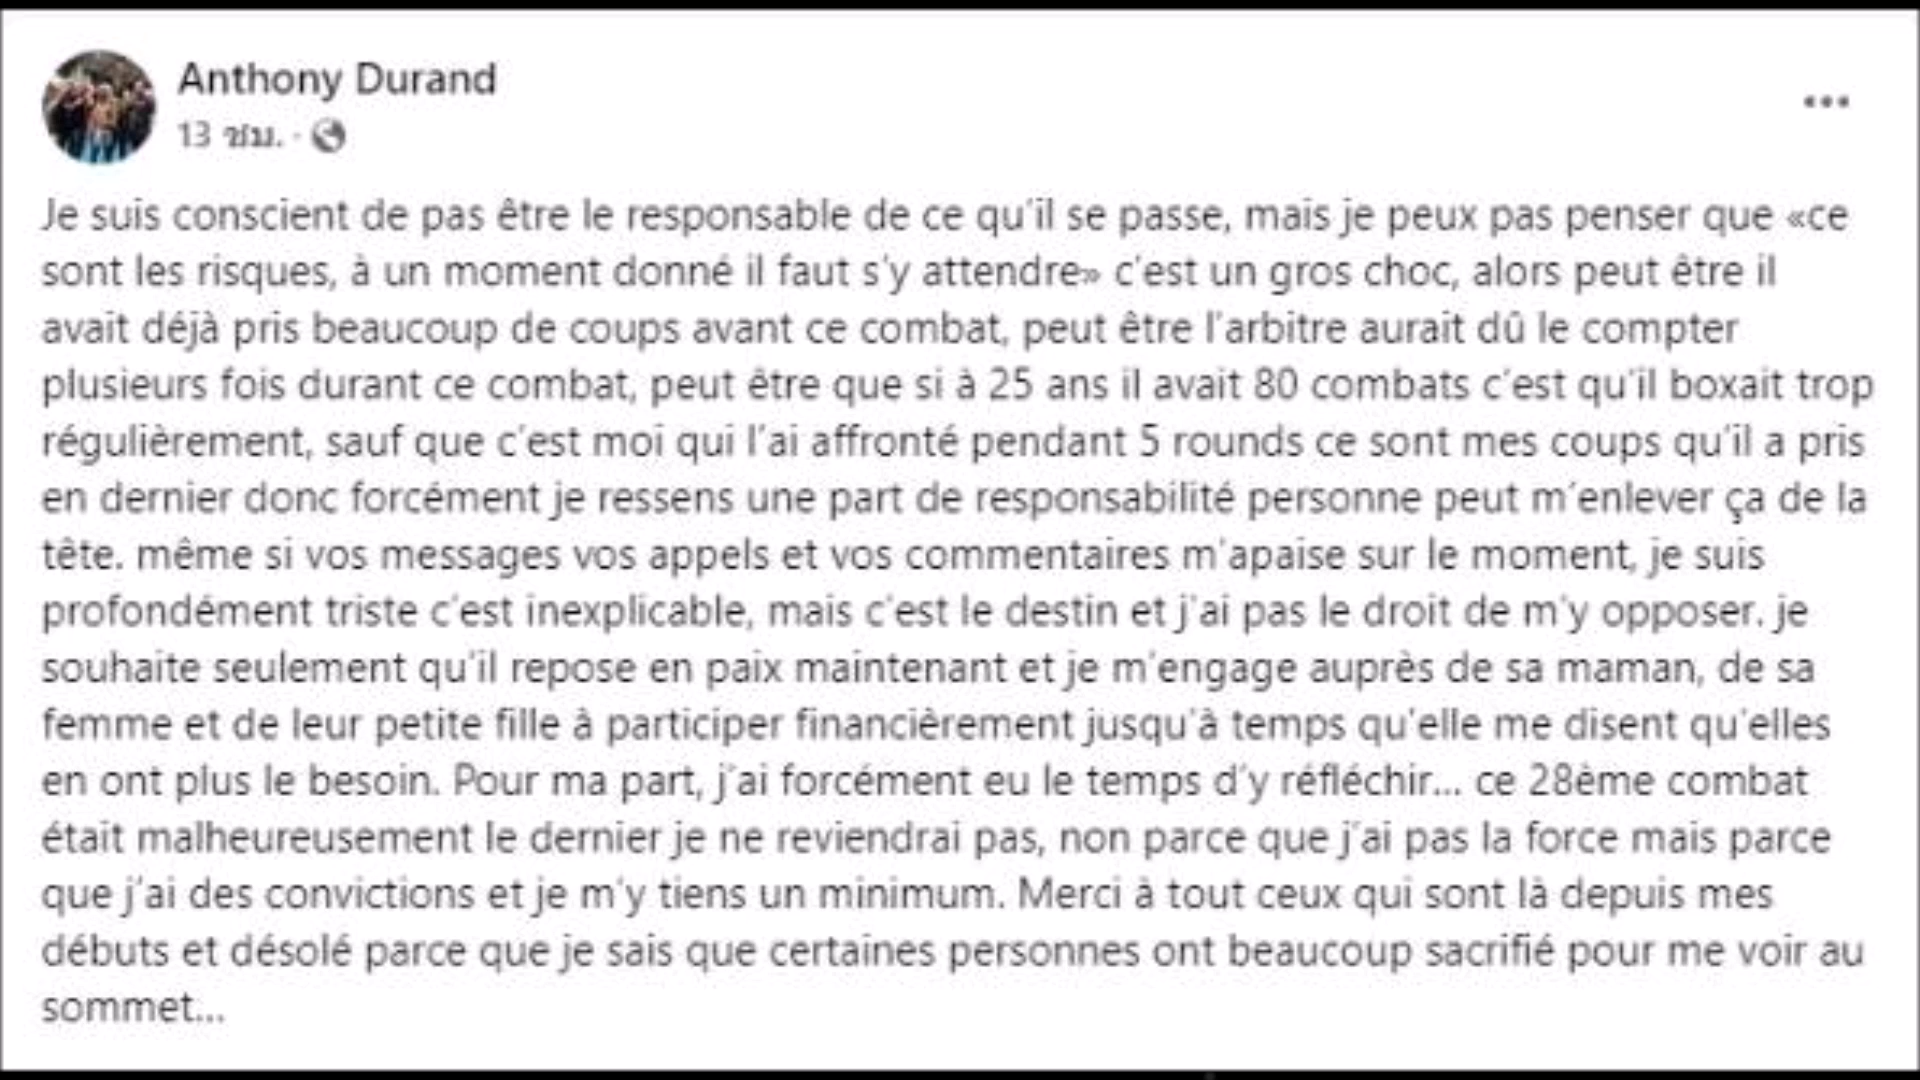 Anthony Durand
13 ชม. ·
Je suis conscient de pas être le responsable de ce qu'il se passe, mais je peux pas penser que «ce
sont les risques, à un moment donné il faut s'y attendre» c'est un gros choc, alors peut être il
avait déjà pris beaucoup de coups avant ce combat, peut être l'arbitre aurait dû le compter
plusieurs fois durant ce combat, peut être que si à 25 ans il avait 80 combats c'est qu'il boxait trop
régulièrement, sauf que c'est moi qui l'ai affronté pendant 5 rounds ce sont mes coups qu'il a pris
en dernier donc forcément je ressens une part de responsabilité personne peut m'enlever ça de la
tête. même si vos messages vos appels et vos commentaires m'apaise sur le moment, je suis
profondément triste c'est inexplicable, mais c'est le destin et j'ai pas le droit de m'y opposer. je
souhaite seulement qu'il repose en paix maintenant et je m'engage auprès de sa maman, de sa
femme et de leur petite fille à participer financièrement jusqu'à temps qu'elle me disent qu'elles
en ont plus le besoin. Pour ma part, j'ai forcément eu le temps d'y réfléchir... ce 28ème combat
était malheureusement le dernier je ne reviendrai pas, non parce que j'ai pas la force mais parce
que j'ai des convictions et je m'y tiens un minimum. Merci à tout ceux qui sont là depuis mes
débuts et désolé parce que je sais que certaines personnes ont beaucoup sacrifié pour me voir au
sommet...